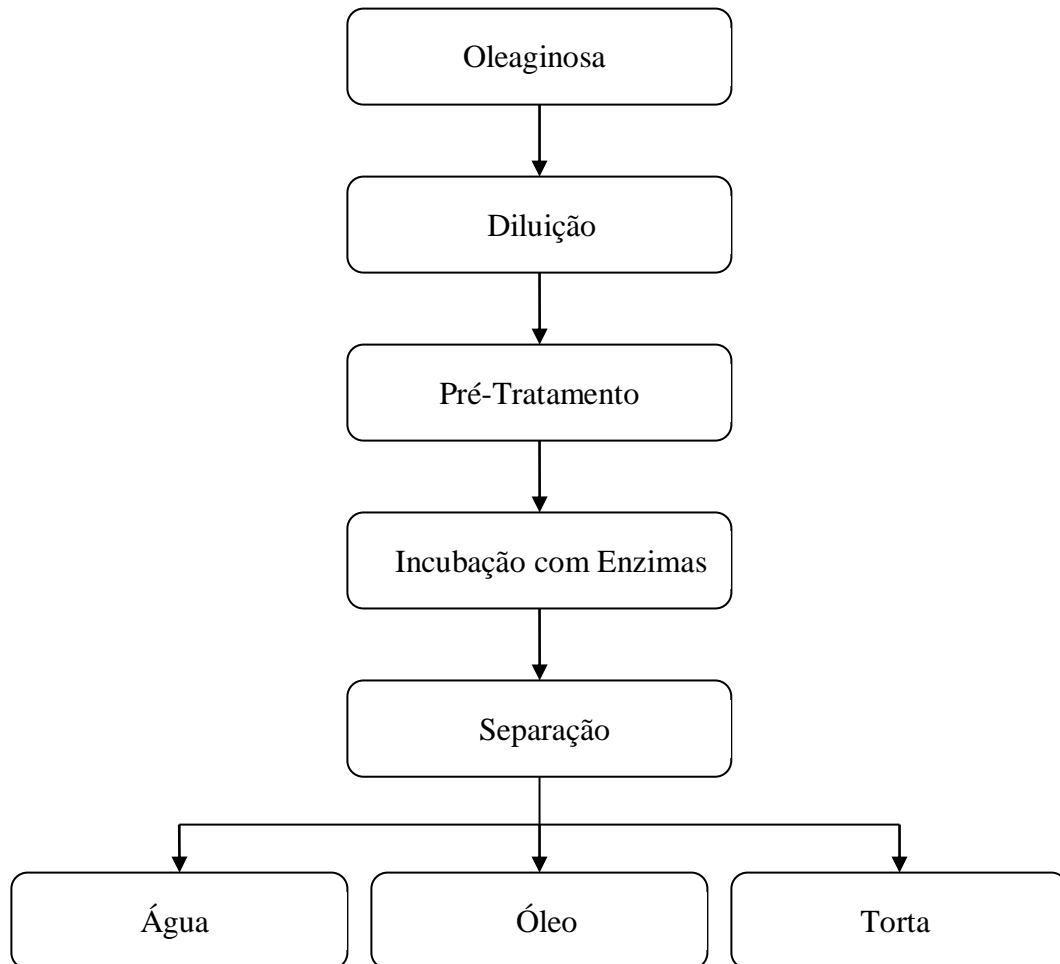 Oleaginosa
Diluição
Pré-Tratamento
Incubação com Enzimas
Separação
Água
Óleo
Torta